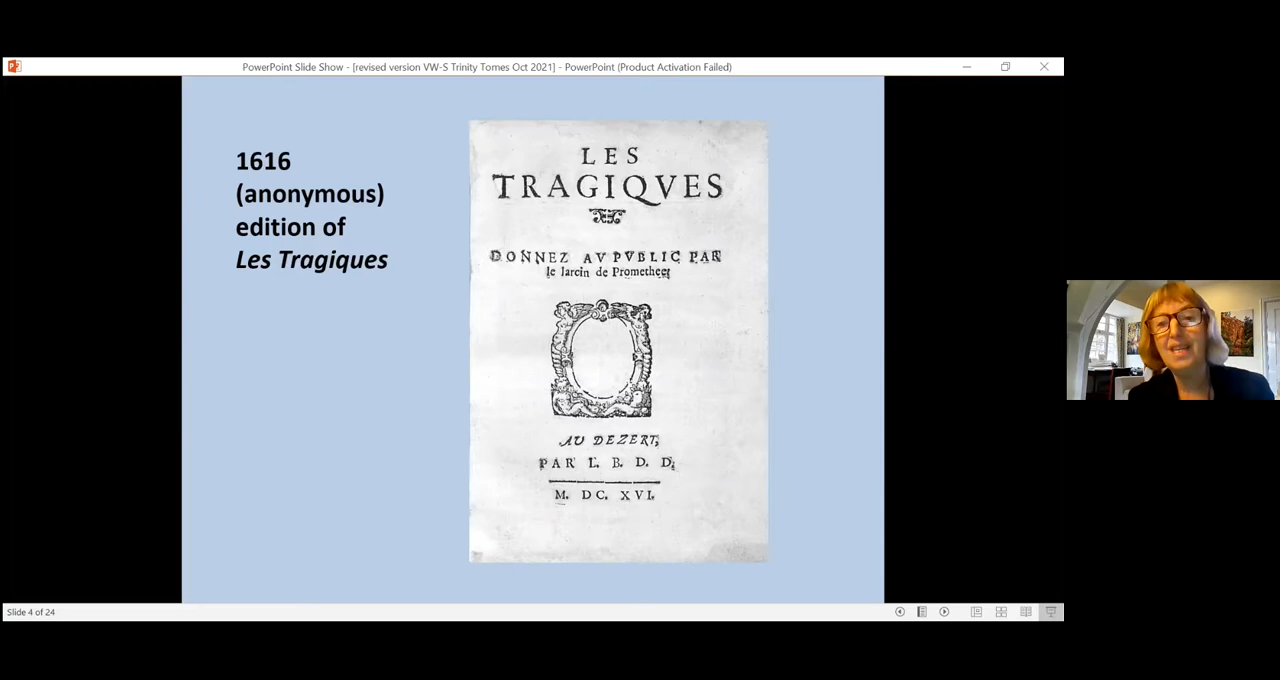 PowerPoint Slide Show - [revised version VW-S Trinity Tomes Oct 2021] - PowerPoint (Product Activation Failed)
1616
(anonymous)
edition of
Les Tragiques
LES
TRAGIQVES
DONNEZ AV PVBLIC PAR
le larcin de Promethee.
AU DEZERT,
PAR L. B. D. D.
M. DC. XVI.
Slide 4 of 24